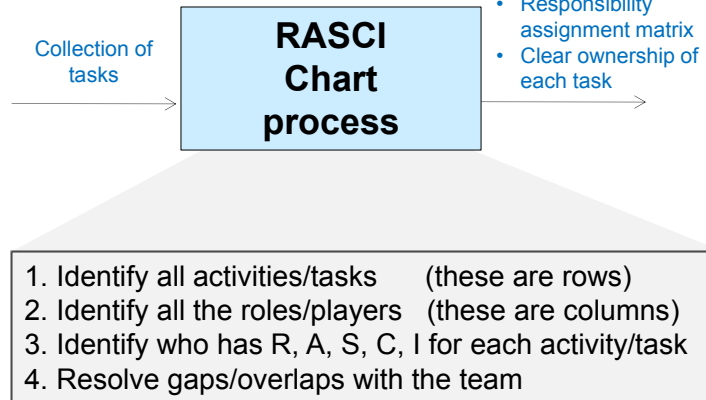 Collection of
tasks
RASCI
Chart
process
• Responsibility
assignment matrix
• Clear ownership of
each task
1. Identify all activities/tasks (these are rows)
2. Identify all the roles/players (these are columns)
3. Identify who has R, A, S, C, I for each activity/task
4. Resolve gaps/overlaps with the team